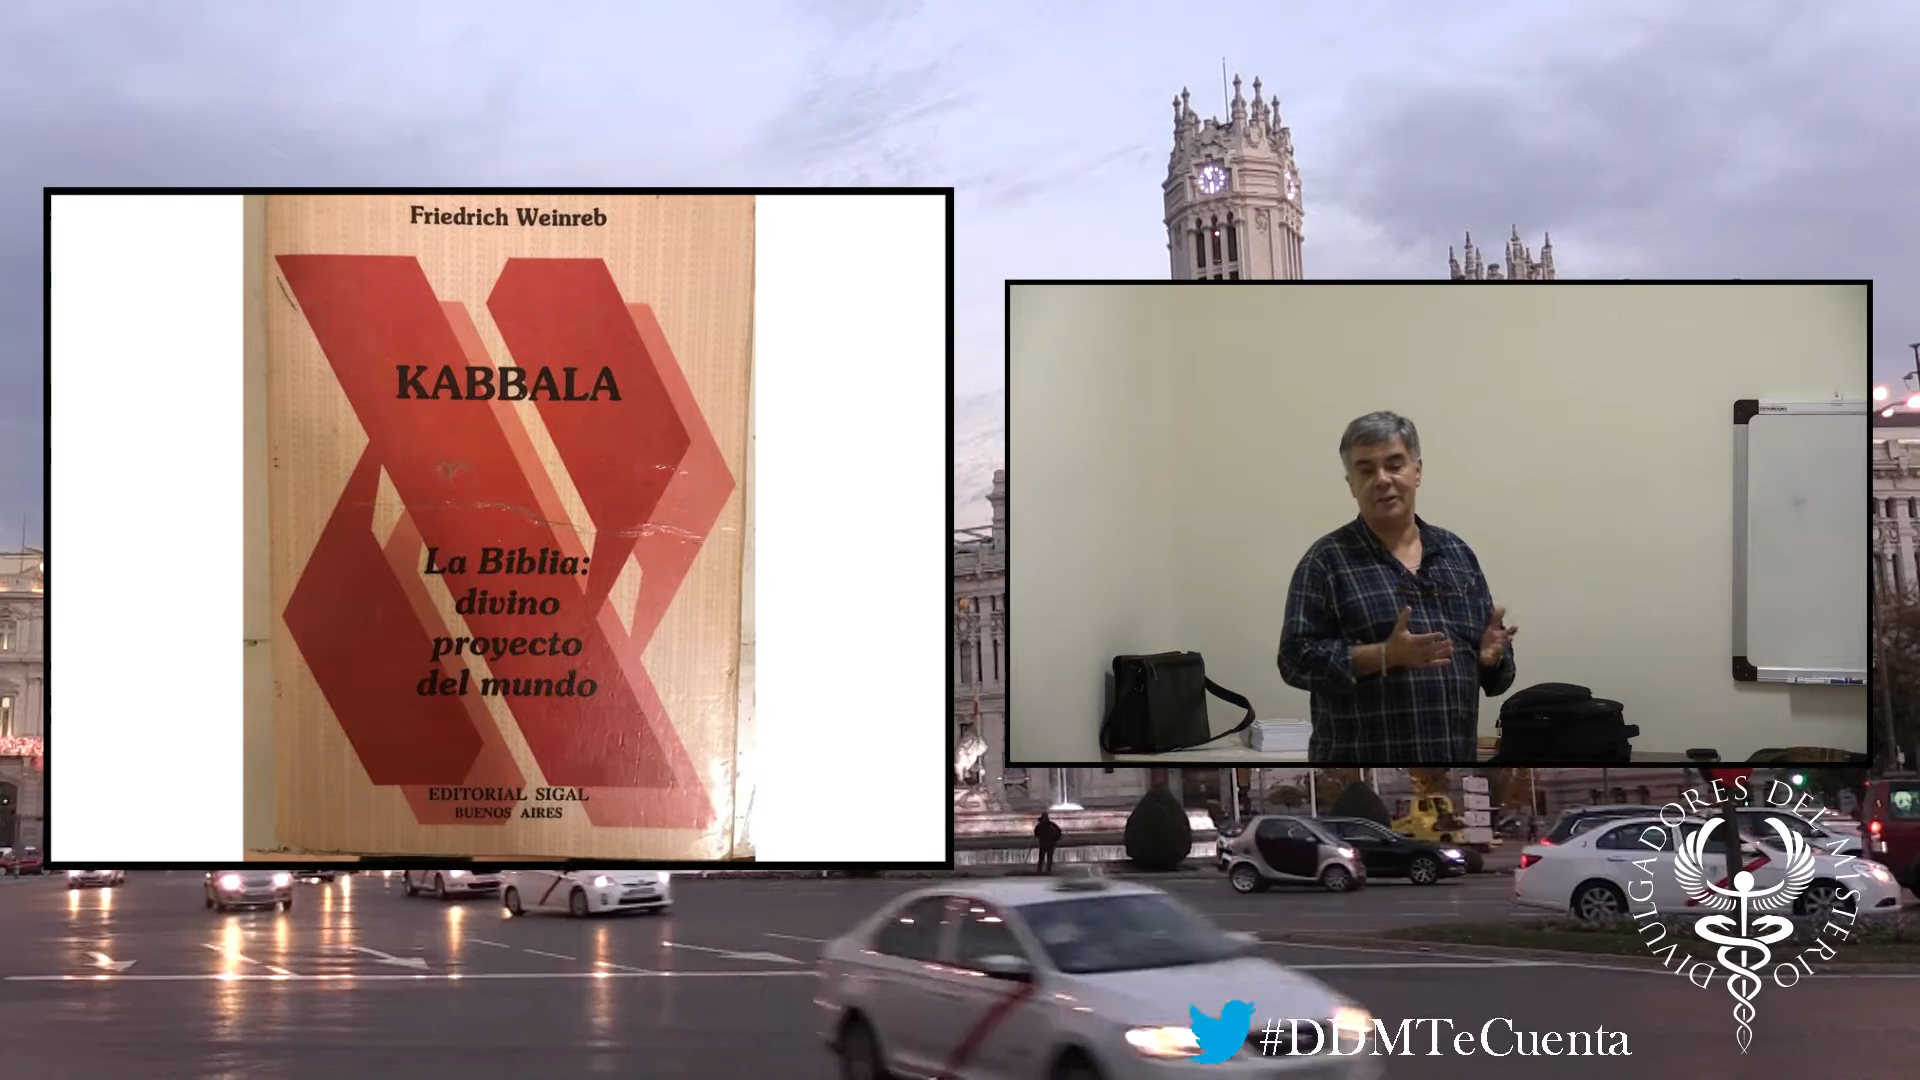 Friedrich Weinreb
KABBALA
La Biblia:
divino
proyecto
del mundo
EDITORIAL SIGAL
BUENOS AIRES
DIVULGADORES DEL MISTERIO
#DDMTeCuenta